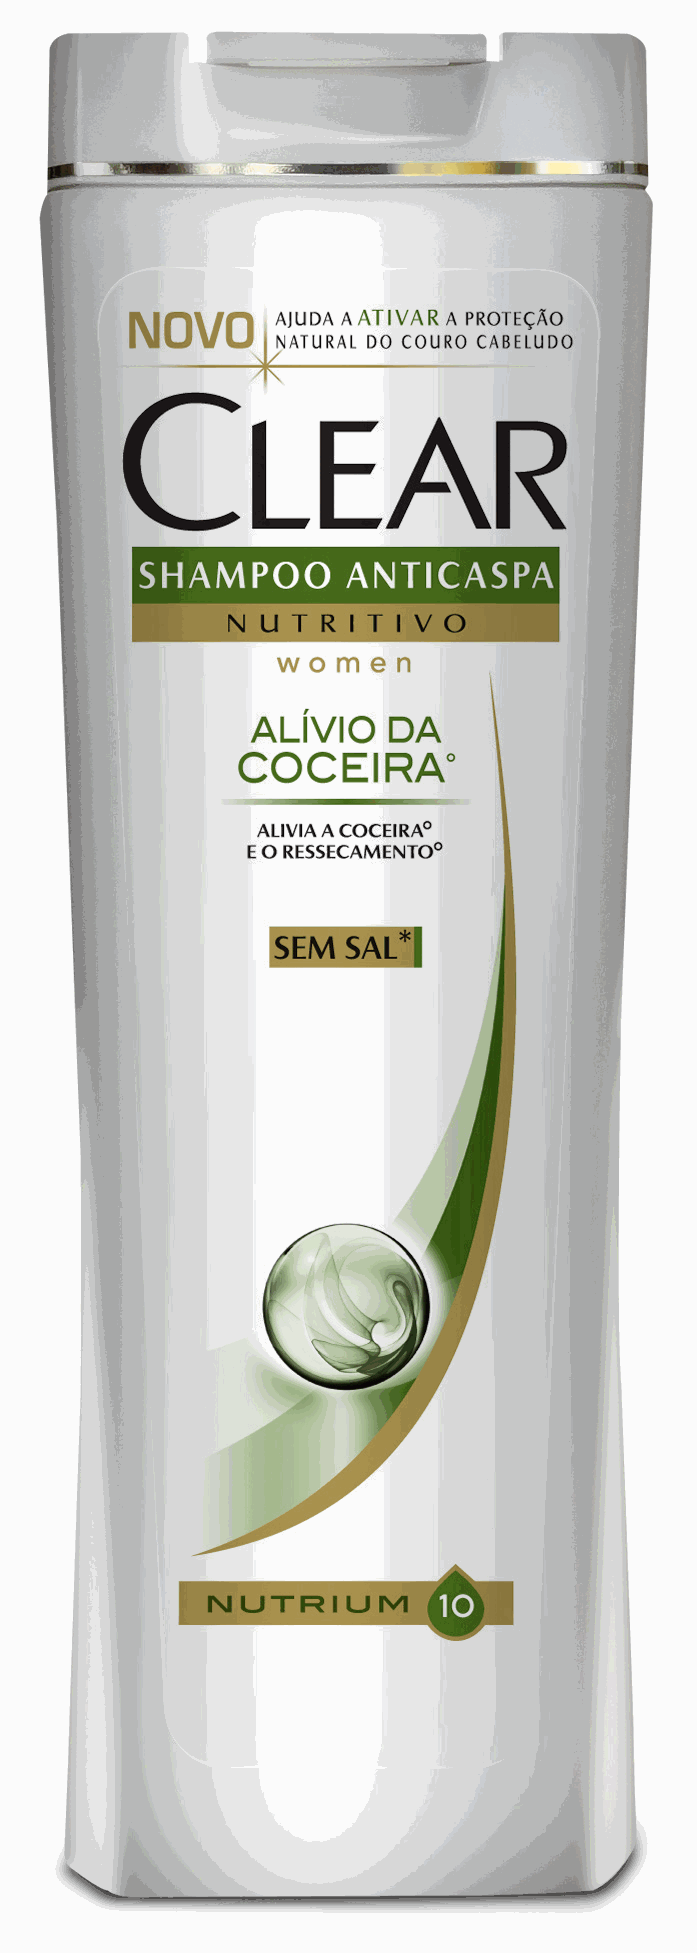 NOVO
AJUDA A ATIVAR A PROTEÇÃO
NATURAL DO COURO CABELUDO
CLEAR
SHAMPOO ANTICASPA
NUTRITIVO
women
ALÍVIO DA
COCEIRA°
ALIVIA A COCEIRA°
E O RESSECAMENTO°
SEM SAL*
NUTRIUM 10